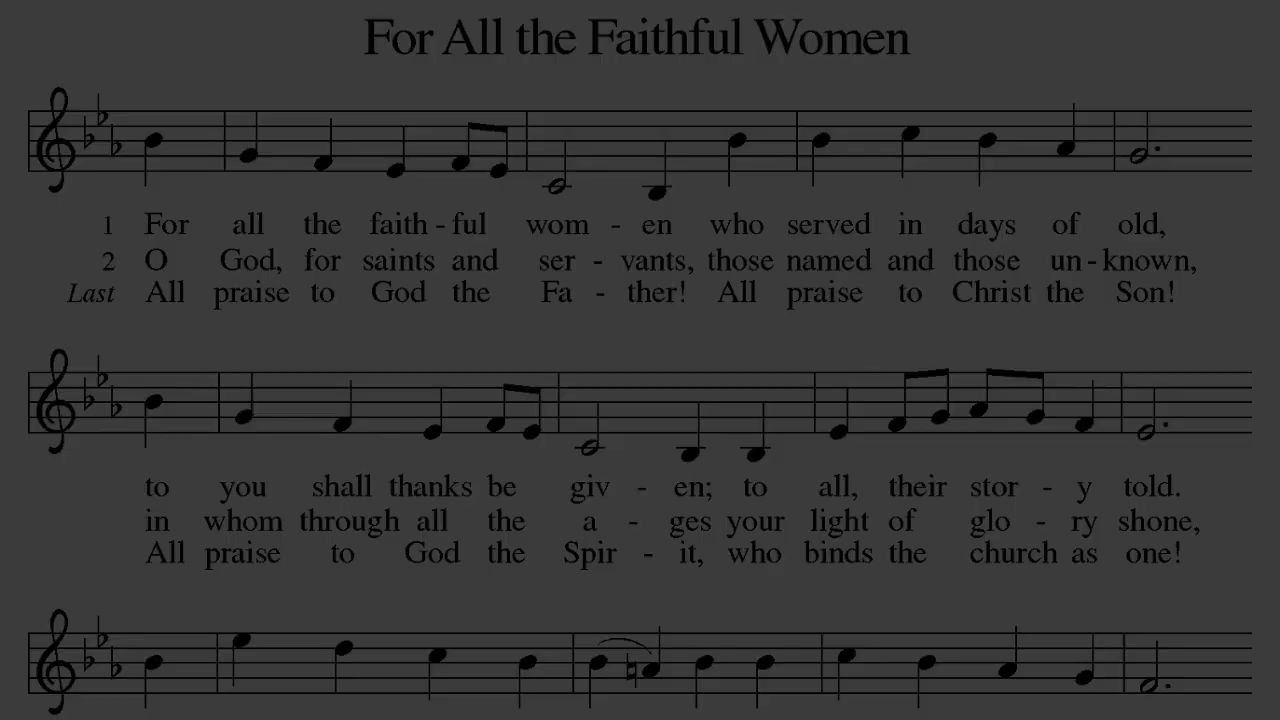 For All the Faithful Women
1 For all the faith - ful wom - en who served in days of old,
2 O God, for saints and ser - vants, those named and those un - known,
Last All praise to God the Fa - ther! All praise to Christ the Son!
to you shall thanks be giv - en; to all, their stor - y told.
in whom through all the a - ges your light of glo - ry shone,
All praise to God the Spir - it, who binds the church as one!